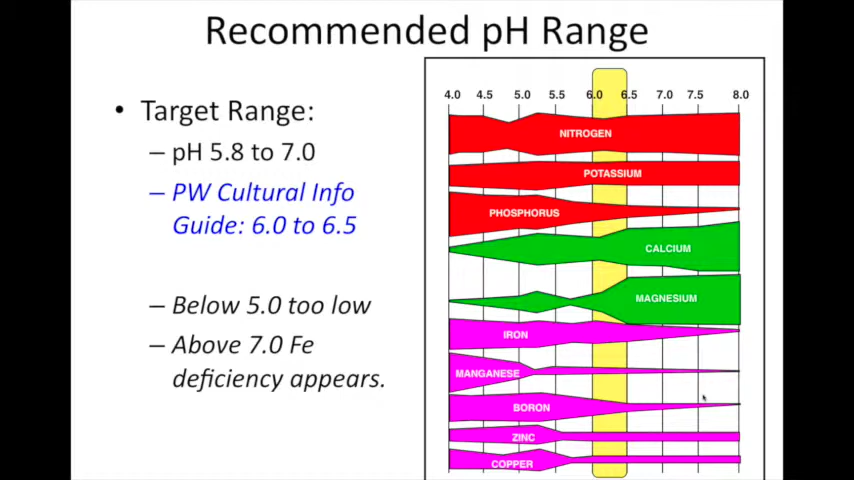 Recommended pH Range
• Target Range:
– pH 5.8 to 7.0
– PW Cultural Info
Guide: 6.0 to 6.5
– Below 5.0 too low
– Above 7.0 Fe
deficiency appears.
4.0 4.5 5.0 5.5 6.0 6.5 7.0 7.5 8.0
NITROGEN
POTASSIUM
PHOSPHORUS
CALCIUM
MAGNESIUM
IRON
MANGANESE
BORON
ZINC
COPPER